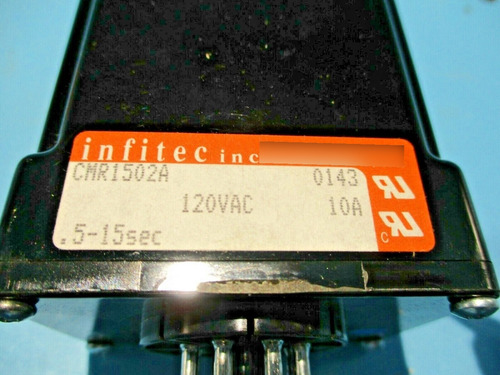 infitec inc
CMR1502A 0143
120VAC 10A
.5-15sec
c